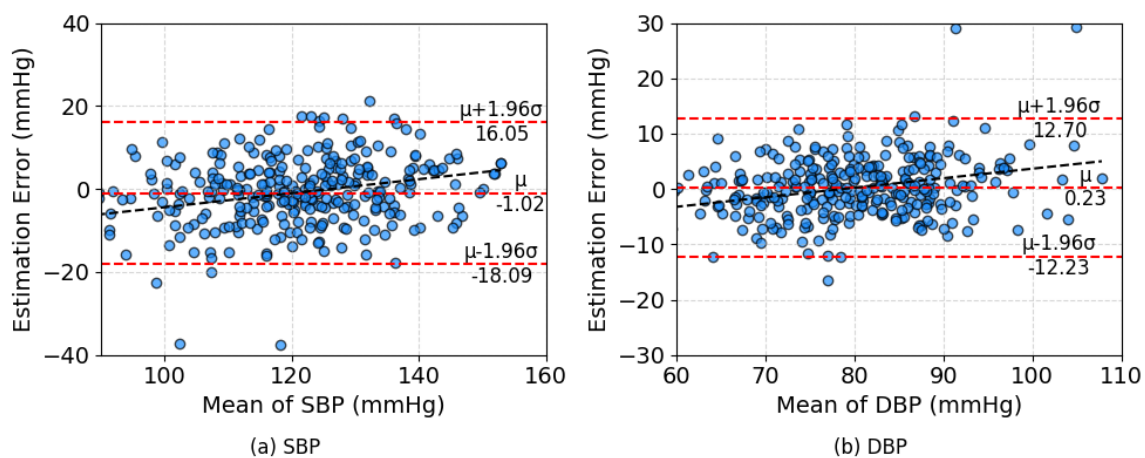 40
20
0
−20
−40
Estimation Error (mmHg)
μ+1.96σ
16.05
μ
-1.02
μ-1.96σ
-18.09
100
120
140
160
Mean of SBP (mmHg)
(a) SBP
30
20
10
0
−10
−20
−30
Estimation Error (mmHg)
μ+1.96σ
12.70
μ
0.23
μ-1.96σ
-12.23
60
70
80
90
100
110
Mean of DBP (mmHg)
(b) DBP